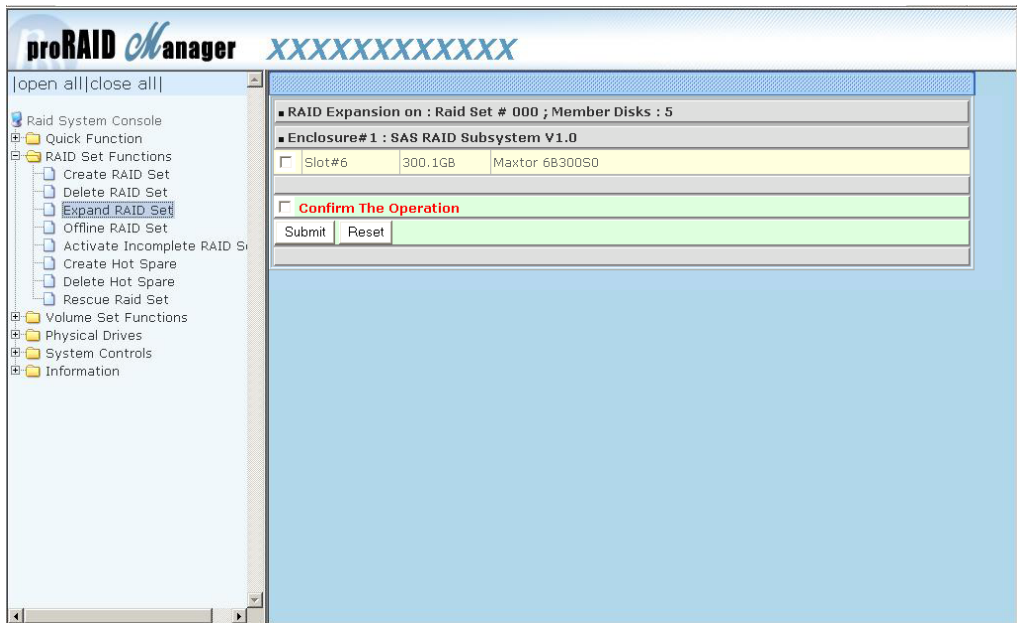 proRAID Manager XXXXXXXXXXXX
|open all|close all|
Raid System Console
Quick Function
RAID Set Functions
Create RAID Set
Delete RAID Set
Expand RAID Set
Offline RAID Set
Activate Incomplete RAID S
Create Hot Spare
Delete Hot Spare
Rescue Raid Set
Volume Set Functions
Physical Drives
System Controls
Information
RAID Expansion on : Raid Set # 000 ; Member Disks : 5
Enclosure#1 : SAS RAID Subsystem V1.0
Slot#6 300.1GB Maxtor 6B300S0
Confirm The Operation
Submit Reset